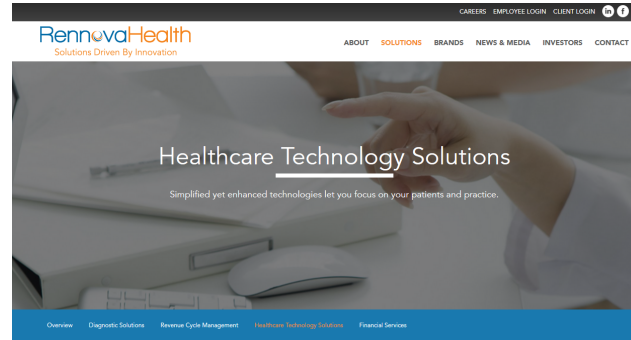 CAREERS EMPLOYEE LOGIN CLIENT LOGIN in f
RennovaHealth
Solutions Driven By Innovation
ABOUT SOLUTIONS BRANDS NEWS & MEDIA INVESTORS CONTACT
Healthcare Technology Solutions
Simplified yet enhanced technologies let you focus on your patients and practice.
Overview Diagnostic Solutions Revenue Cycle Management Healthcare Technology Solutions Financial Services